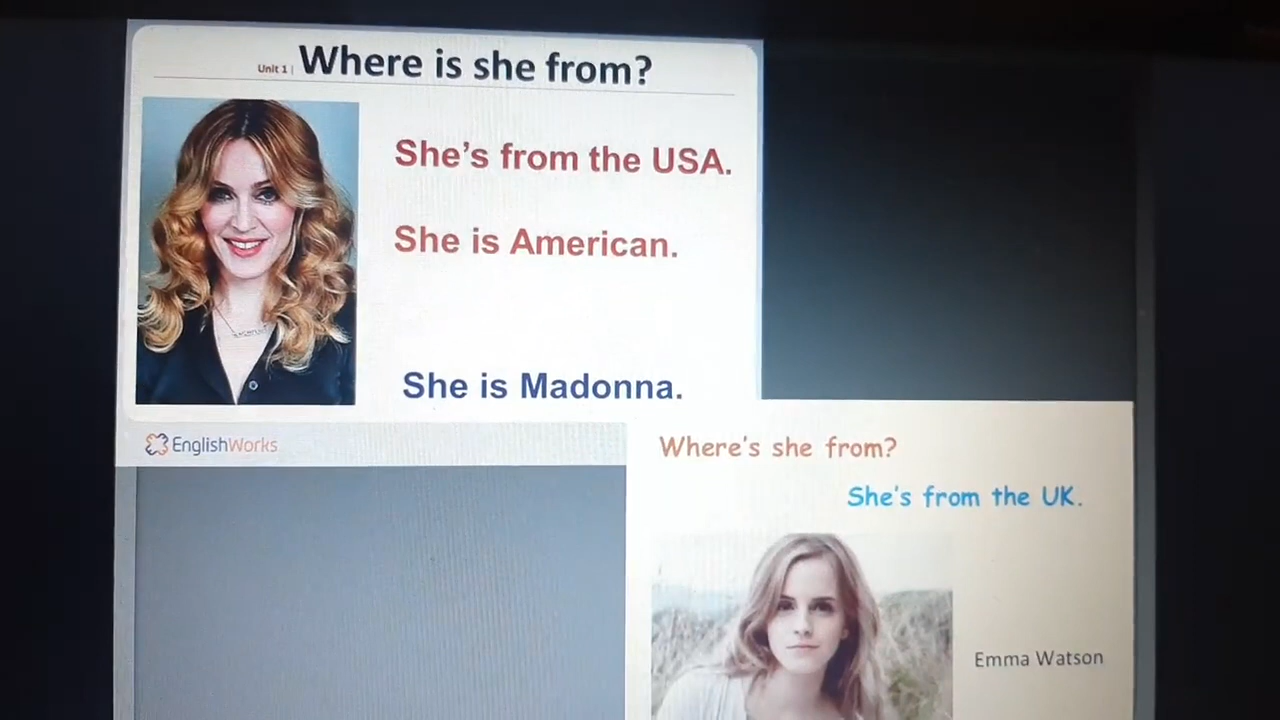 Unit 1 | Where is she from?
She's from the USA.
She is American.
She is Madonna.
EnglishWorks
Where's she from?
She's from the UK.
Emma Watson